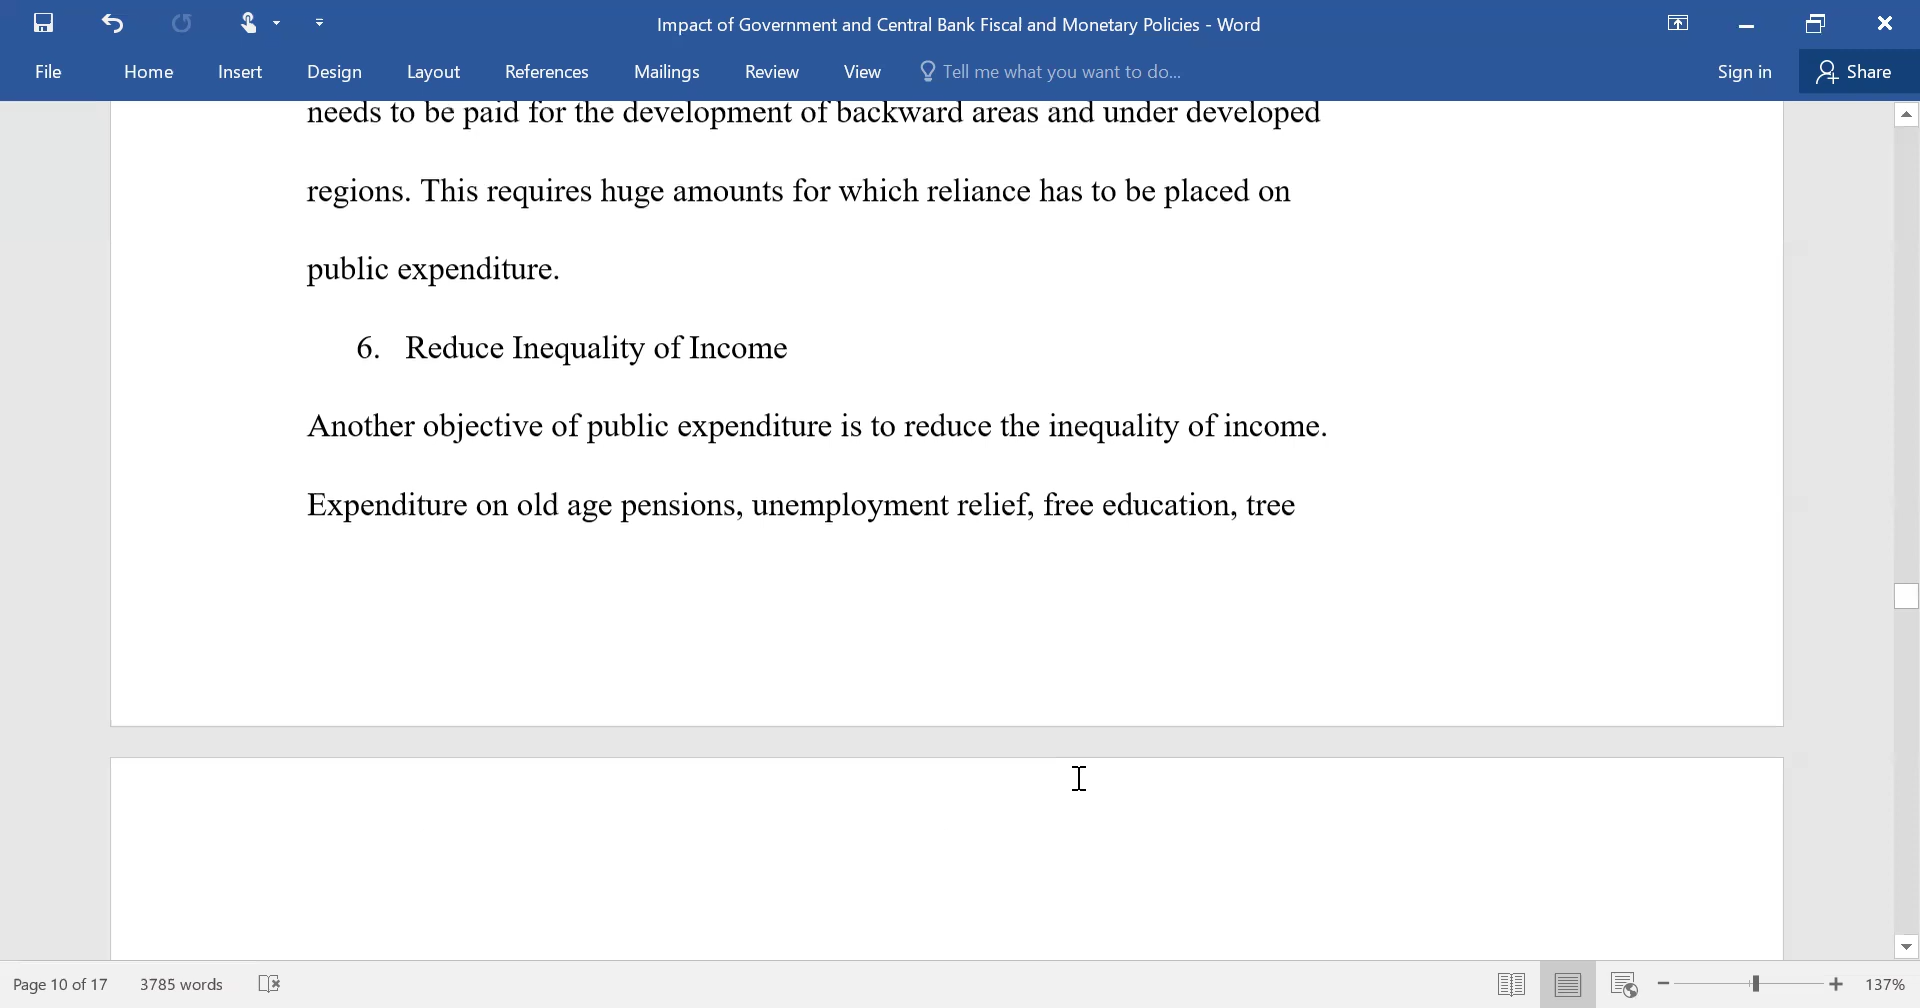 Impact of Government and Central Bank Fiscal and Monetary Policies - Word
File Home Insert Design Layout References Mailings Review View Tell me what you want to do... Sign in Share
needs to be paid for the development of backward areas and under developed
regions. This requires huge amounts for which reliance has to be placed on
public expenditure.
6. Reduce Inequality of Income
Another objective of public expenditure is to reduce the inequality of income.
Expenditure on old age pensions, unemployment relief, free education, tree
Page 10 of 17 3785 words 137%